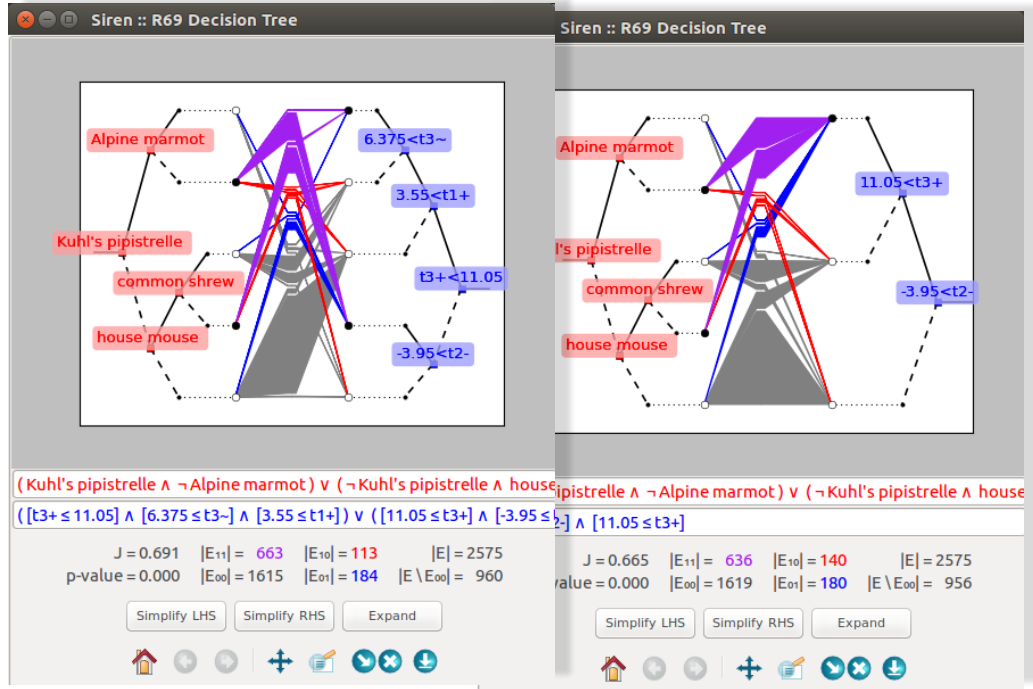 Siren :: R69 Decision Tree
Alpine marmot
6.375<t3~
3.55<t1+
Kuhl's pipistrelle
t3+<11.05
common shrew
house mouse
-3.95<t2-
( Kuhl's pipistrelle ∧ ¬ Alpine marmot ) ∨ ( ¬ Kuhl's pipistrelle ∧ house
( [t3+ ≤ 11.05] ∧ [6.375 ≤ t3~] ∧ [3.55 ≤ t1+] ) ∨ ( [11.05 ≤ t3+] ∧ [-3.95 ≤
J = 0.691 |E₁₁| = 663 |E₁₀| = 113 |E| = 2575
p-value = 0.000 |E₀₀| = 1615 |E₀₁| = 184 |E \ E₀₀| = 960
Simplify LHS Simplify RHS Expand
Siren :: R69 Decision Tree
Alpine marmot
11.05<t3+
l's pipistrelle
common shrew
-3.95<t2-
house mouse
ipistrelle ∧ ¬ Alpine marmot ) ∨ ( ¬ Kuhl's pipistrelle ∧ house
2-] ∧ [11.05 ≤ t3+]
J = 0.665 |E₁₁| = 636 |E₁₀| = 140 |E| = 2575
value = 0.000 |E₀₀| = 1619 |E₀₁| = 180 |E \ E₀₀| = 956
Simplify LHS Simplify RHS Expand